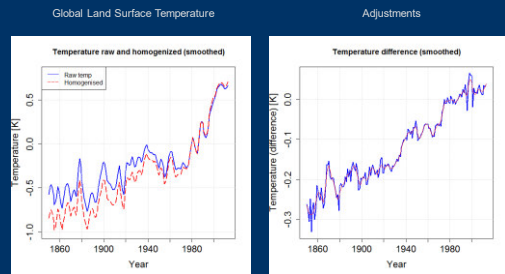 Global Land Surface Temperature
Adjustments
Temperature raw and homogenized (smoothed)
Raw temp
Homogenised
Temperature [K]
0.5
0.0
-0.5
-1.0
1860
1900
1940
1980
Year
Temperature difference (smoothed)
Temperature (difference) [K]
0.0
-0.1
-0.2
-0.3
1860
1900
1940
1980
Year